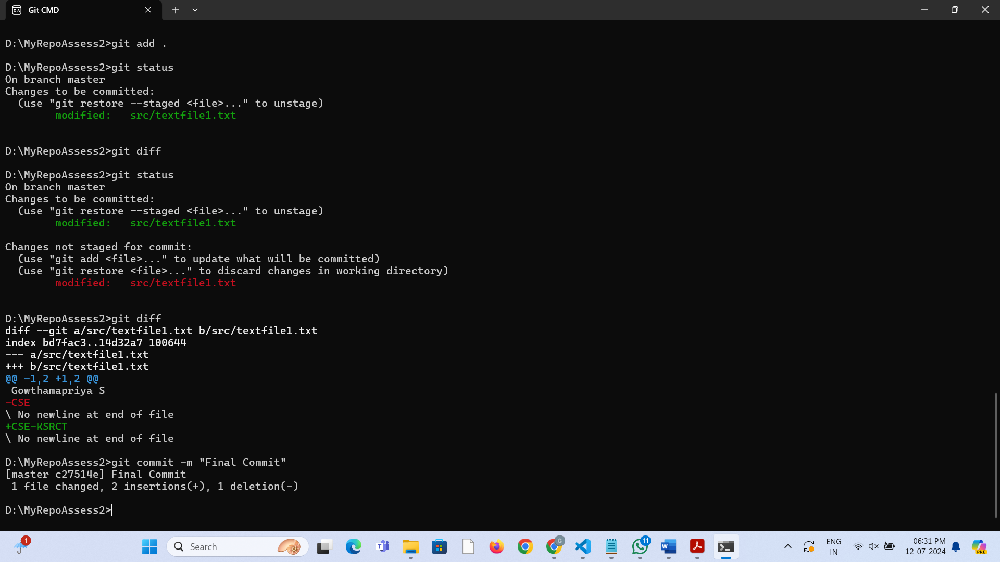 Git CMD
D:\MyRepoAssess2>git add .
D:\MyRepoAssess2>git status
On branch master
Changes to be committed:
  (use "git restore --staged <file>..." to unstage)
        modified:   src/textfile1.txt
D:\MyRepoAssess2>git diff
D:\MyRepoAssess2>git status
On branch master
Changes to be committed:
  (use "git restore --staged <file>..." to unstage)
        modified:   src/textfile1.txt
Changes not staged for commit:
  (use "git add <file>..." to update what will be committed)
  (use "git restore <file>..." to discard changes in working directory)
        modified:   src/textfile1.txt
D:\MyRepoAssess2>git diff
diff --git a/src/textfile1.txt b/src/textfile1.txt
index bd7fac3..14d32a7 100644
--- a/src/textfile1.txt
+++ b/src/textfile1.txt
@@ -1,2 +1,2 @@
 Gowthamapriya S
-CSE
\ No newline at end of file
+CSE-KSRCT
\ No newline at end of file
D:\MyRepoAssess2>git commit -m "Final Commit"
[master c27514e] Final Commit
 1 file changed, 2 insertions(+), 1 deletion(-)
D:\MyRepoAssess2>
1
Search
G
11
ENG
IN
06:31 PM
12-07-2024
PRE